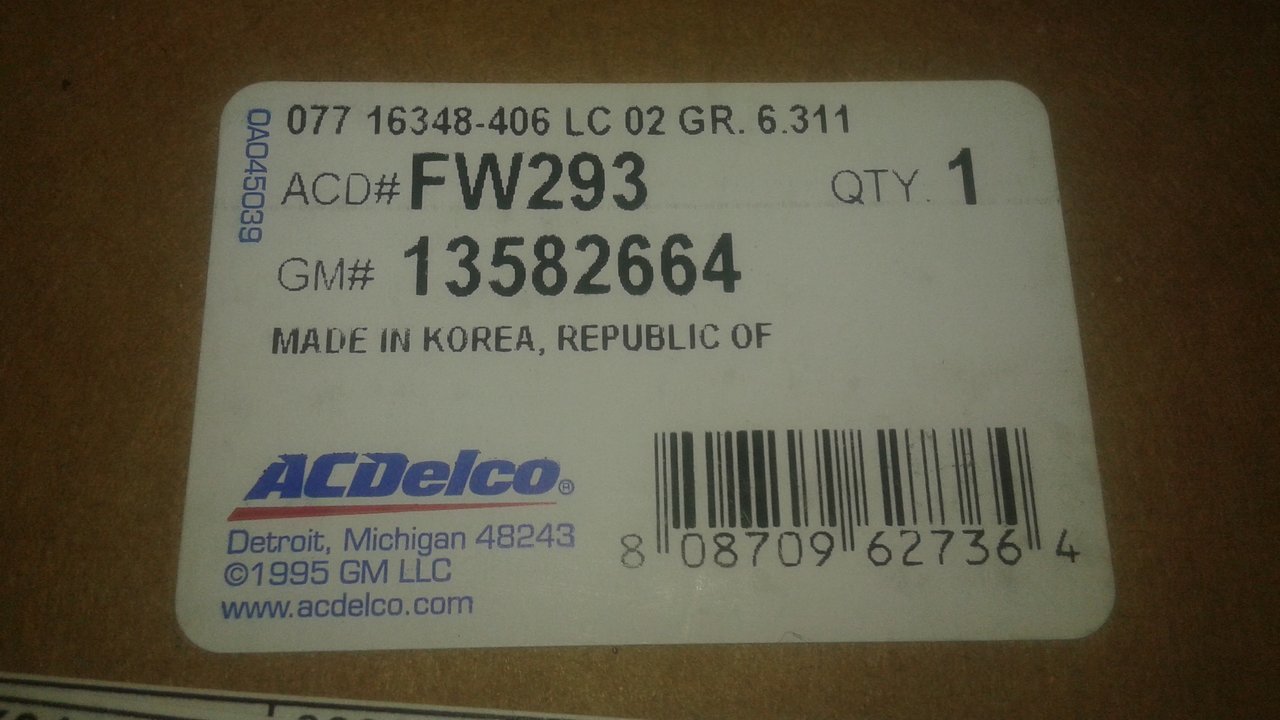 077 16348-406 LC 02 GR. 6.311
0A045039
ACD# FW293 QTY. 1
GM# 13582664
MADE IN KOREA, REPUBLIC OF
ACDelco®
Detroit, Michigan 48243
©1995 GM LLC
www.acdelco.com
8 08709 62736 4